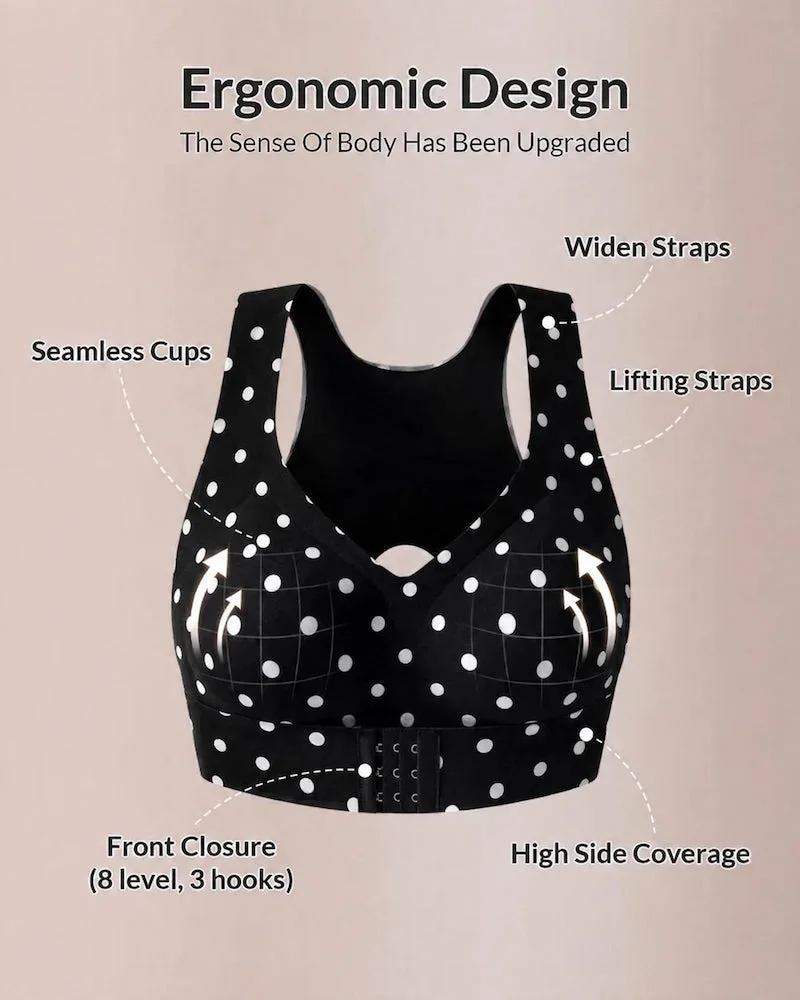 Ergonomic Design
The Sense Of Body Has Been Upgraded
Widen Straps
Seamless Cups
Lifting Straps
Front Closure
(8 level, 3 hooks)
High Side Coverage